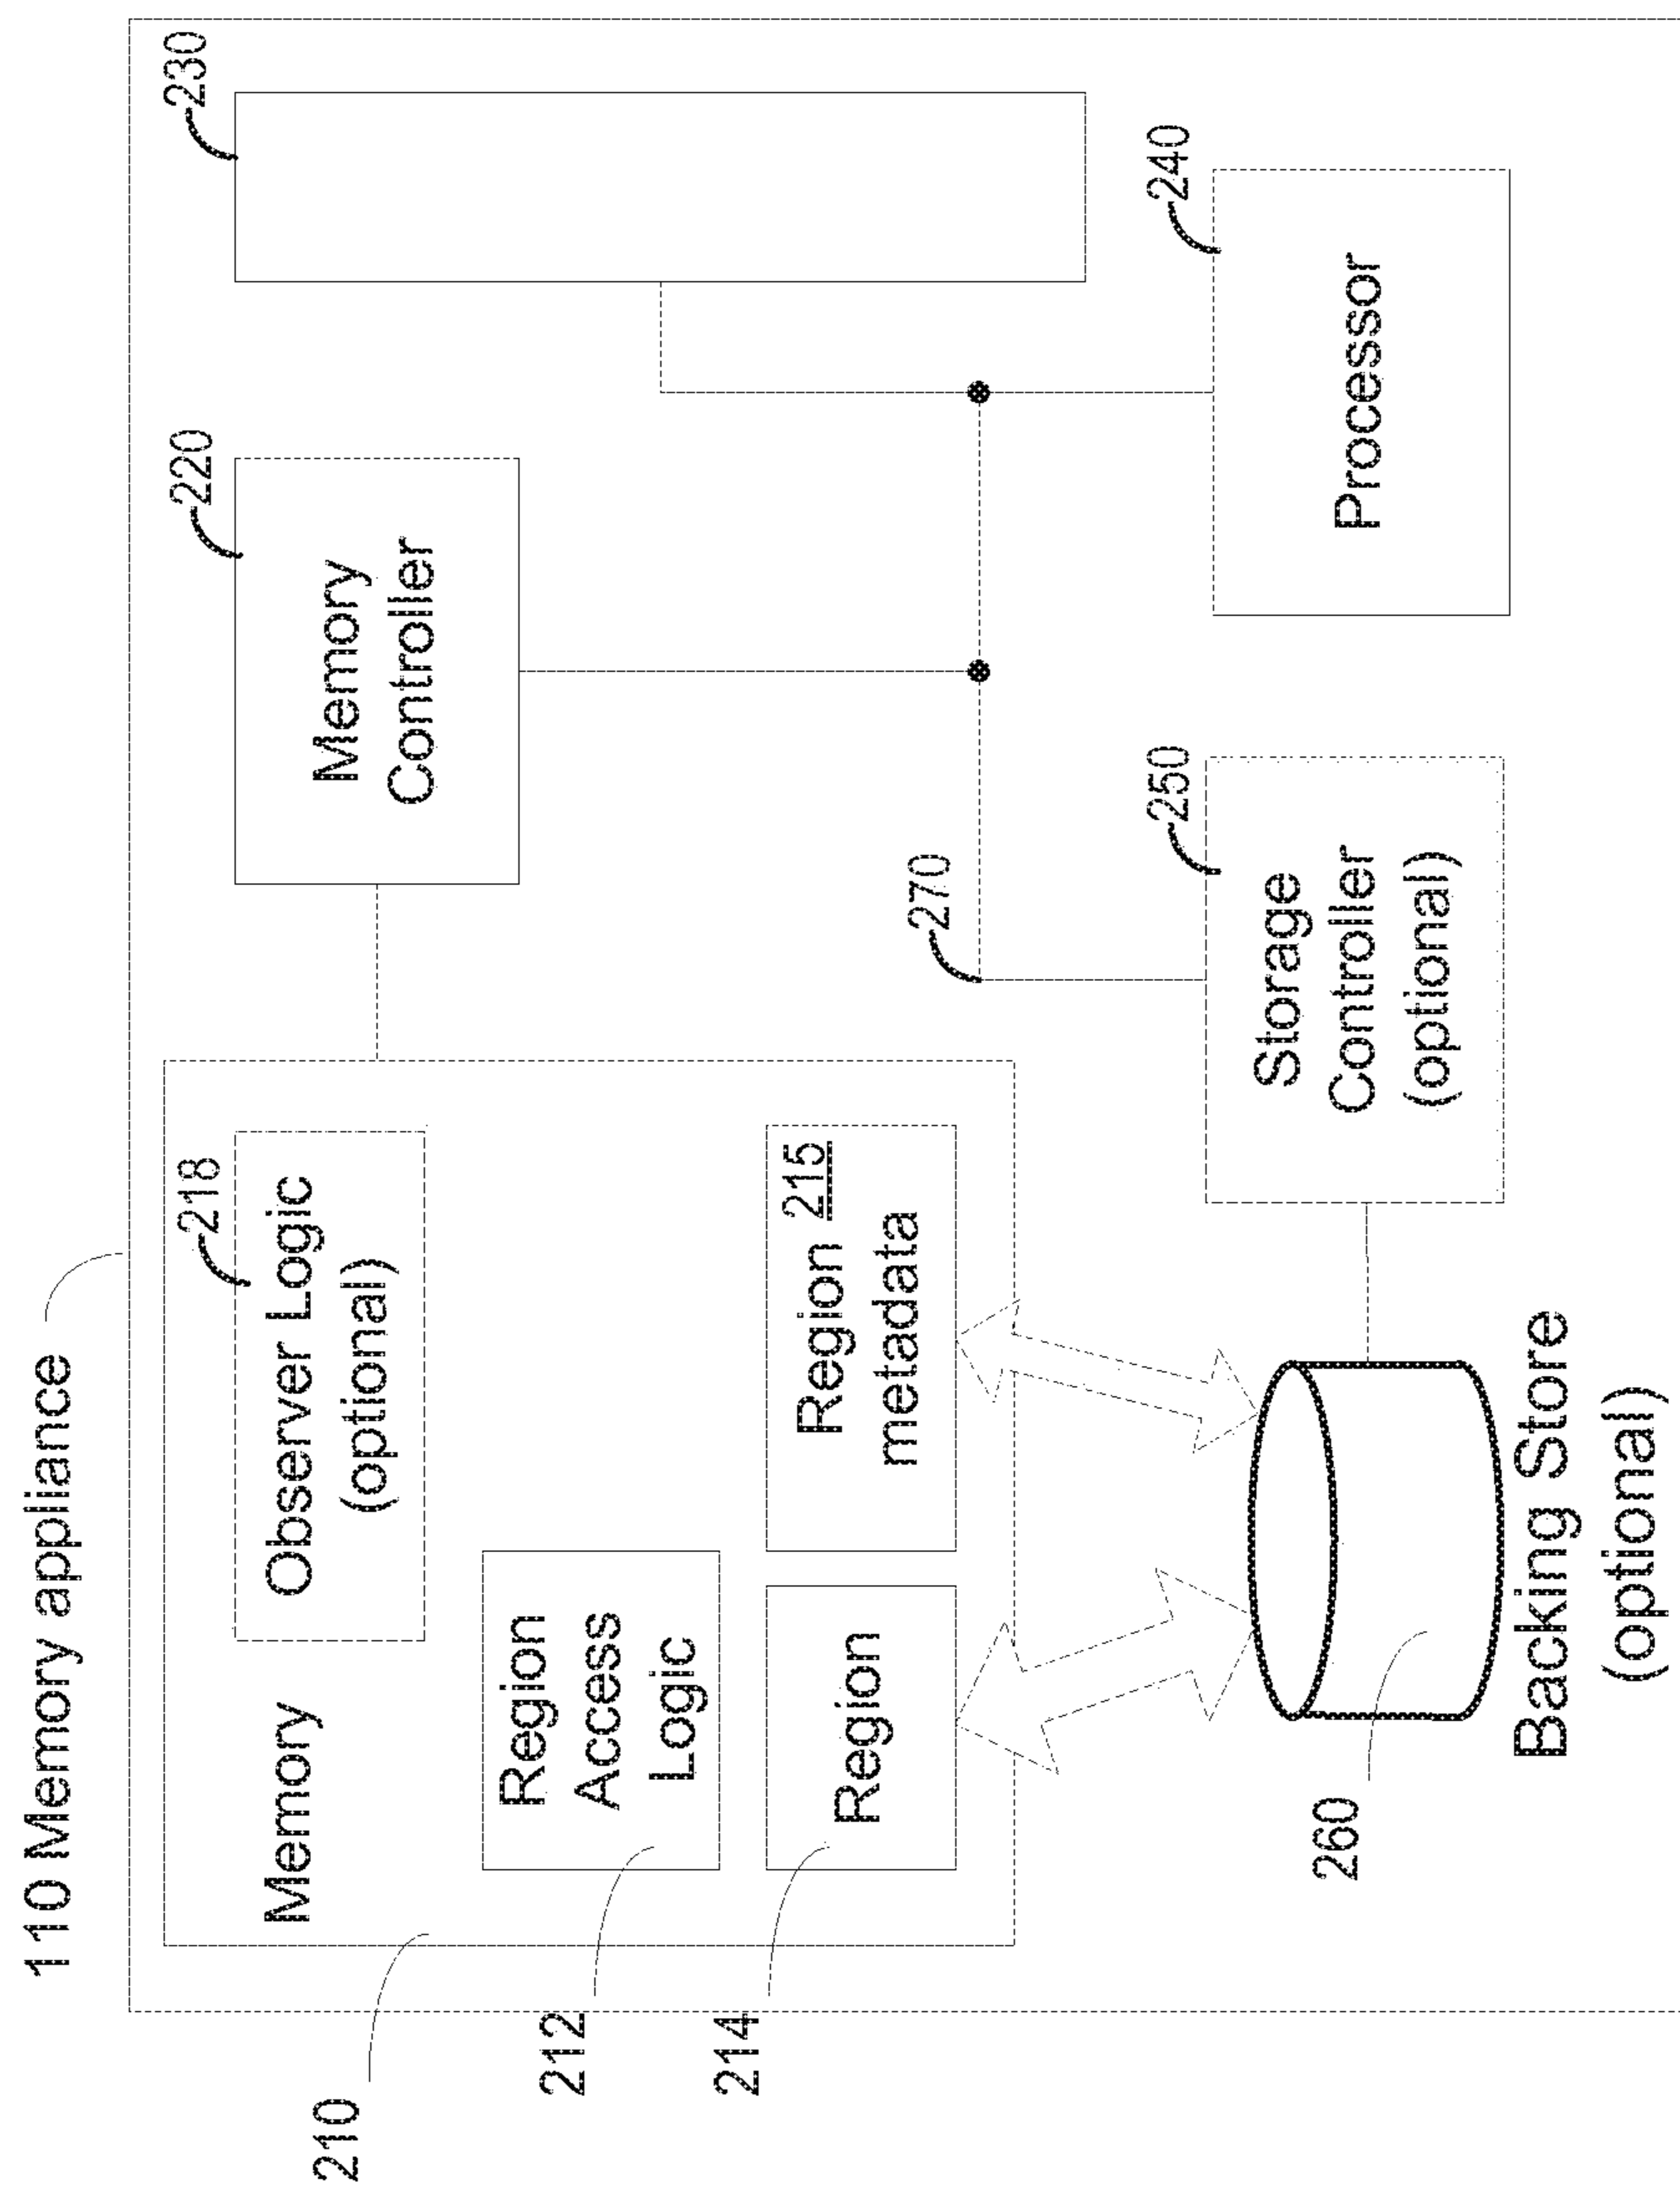 110 Memory appliance
210
Memory
218
Observer Logic
(optional)
212
Region
Access
Logic
214
Region
Region 215
metadata
220
Memory
Controller
230
270
240
Processor
250
Storage
Controller
(optional)
260
Backing Store
(optional)